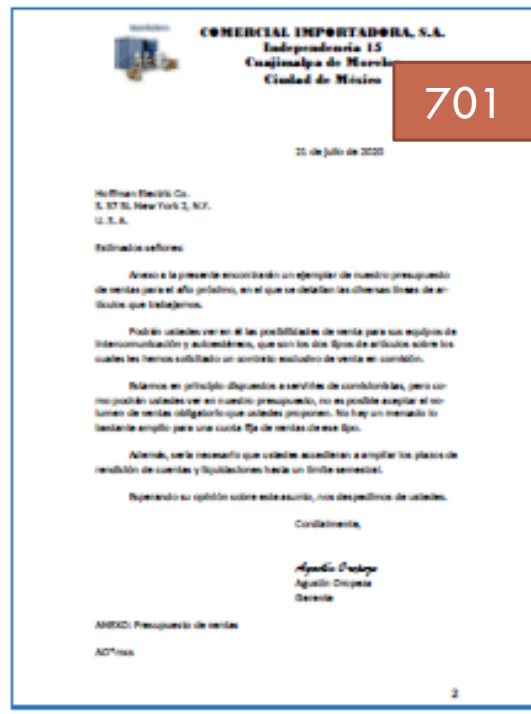 COMERCIAL IMPORTADORA, S.A.
Independencia 15
Cuajimalpa de Morelos
Ciudad de México
701
21 de julio de 2020
Hoffman Electric Co.
S. 37 St. New York 2, N.Y.
U. S. A.
Estimados señores:
Anexo a la presente encontrarán un ejemplar de nuestro presupuesto
de ventas para el año próximo, en el que se detallan las diversas líneas de ar-
tículos que trabajamos.
Podrán ustedes ver en él las posibilidades de venta para sus equipos de
intercomunicación y autoestéreos, que son los dos tipos de artículos sobre los
cuales les hemos solicitado un contrato exclusivo de venta en comisión.
Estamos en principio dispuestos a servirles de comisionistas, pero co-
mo podrán ustedes ver en nuestro presupuesto, no es posible aceptar el vo-
lumen de ventas obligatorio que ustedes proponen. No hay un mercado lo
bastante amplio para una cuota fija de ventas de ese tipo.
Además, sería necesario que ustedes accedieran a ampliar los plazos de
rendición de cuentas y liquidaciones hasta un límite semestral.
Esperando su opinión sobre este asunto, nos despedimos de ustedes.
Cordialmente,
Agustín Oropeza
Agustín Oropeza
Gerente
ANEXO: Presupuesto de ventas
2